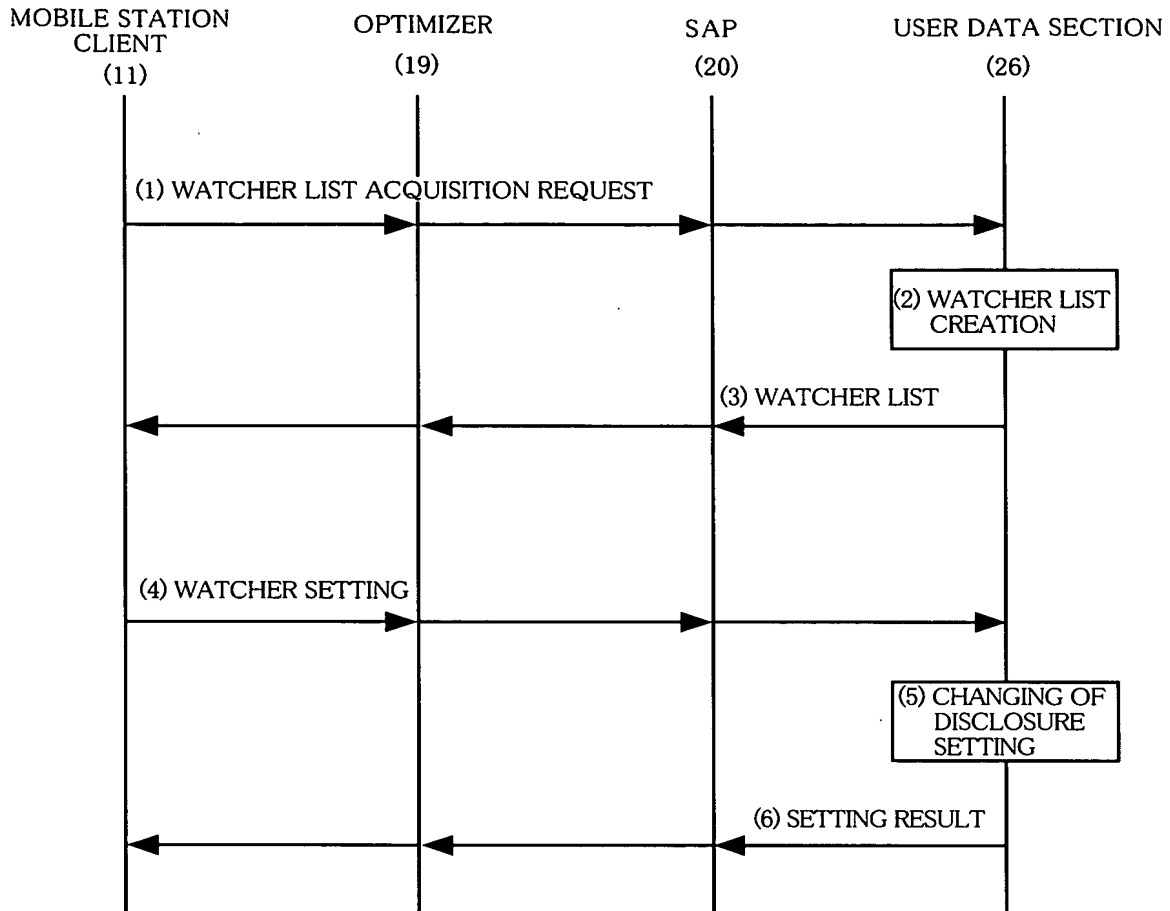 MOBILE STATION
CLIENT
(11)
OPTIMIZER
(19)
SAP
(20)
USER DATA SECTION
(26)
(1) WATCHER LIST ACQUISITION REQUEST
(2) WATCHER LIST
CREATION
(3) WATCHER LIST
(4) WATCHER SETTING
(5) CHANGING OF
DISCLOSURE
SETTING
(6) SETTING RESULT